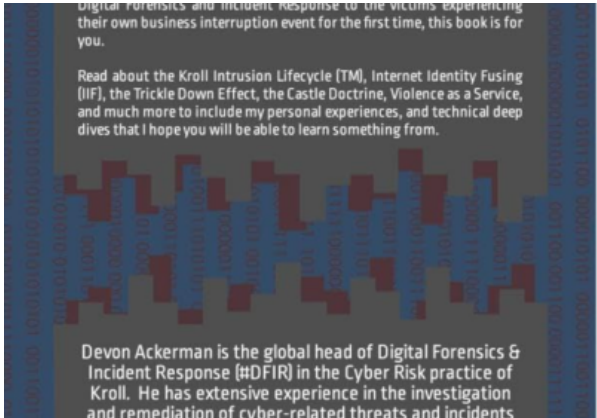 Digital Forensics and Incident Response to the victims experiencing
their own business interruption event for the first time, this book is for
you.
Read about the Kroll Intrusion Lifecycle (TM), Internet Identity Fusing
(IIF), the Trickle Down Effect, the Castle Doctrine, Violence as a Service,
and much more to include my personal experiences, and technical deep
dives that I hope you will be able to learn something from.
Devon Ackerman is the global head of Digital Forensics &
Incident Response (#DFIR) in the Cyber Risk practice of
Kroll. He has extensive experience in the investigation
and remediation of cyber-related threats and incidents